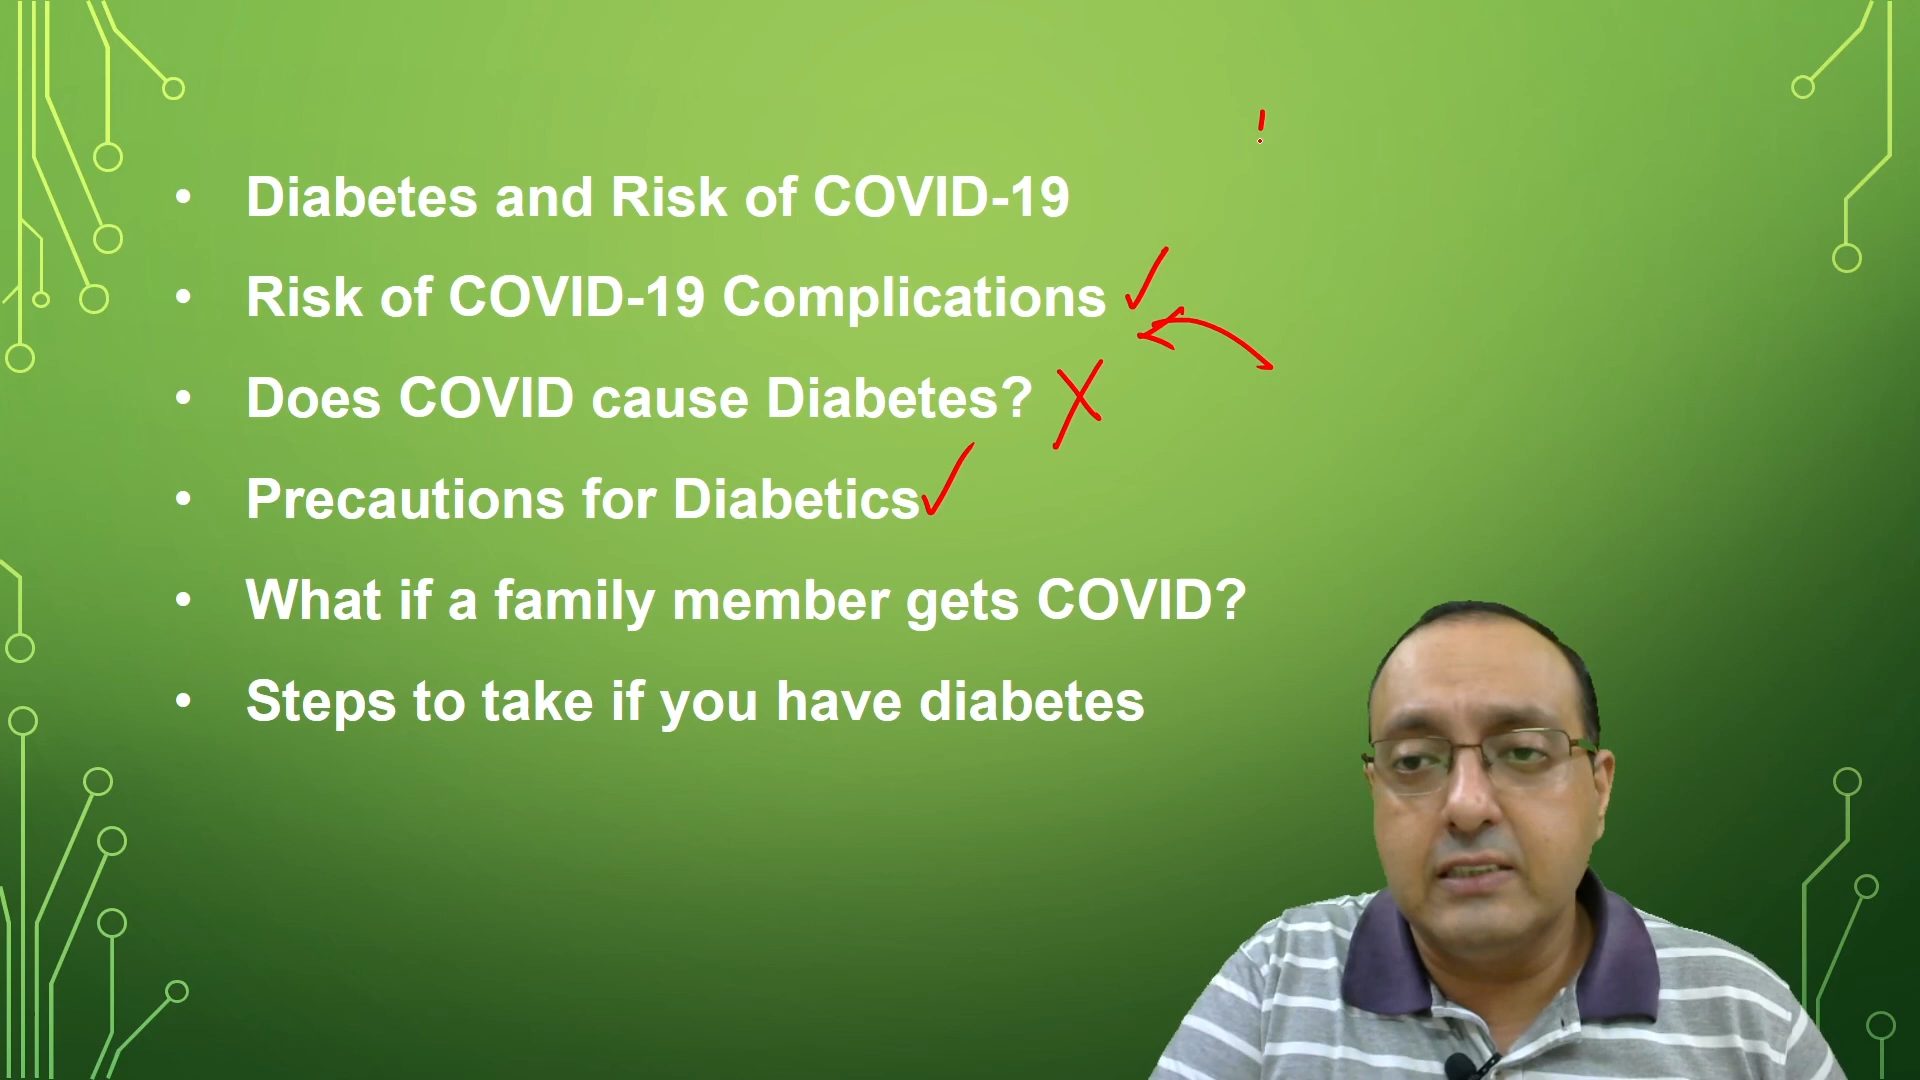 • Diabetes and Risk of COVID-19
• Risk of COVID-19 Complications
• Does COVID cause Diabetes?
• Precautions for Diabetics
• What if a family member gets COVID?
• Steps to take if you have diabetes